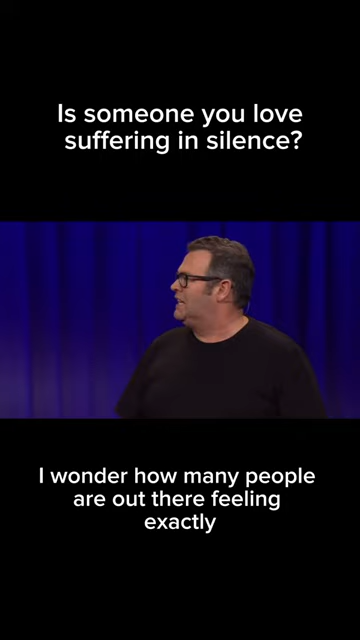 Is someone you love
suffering in silence?
I wonder how many people
are out there feeling
exactly